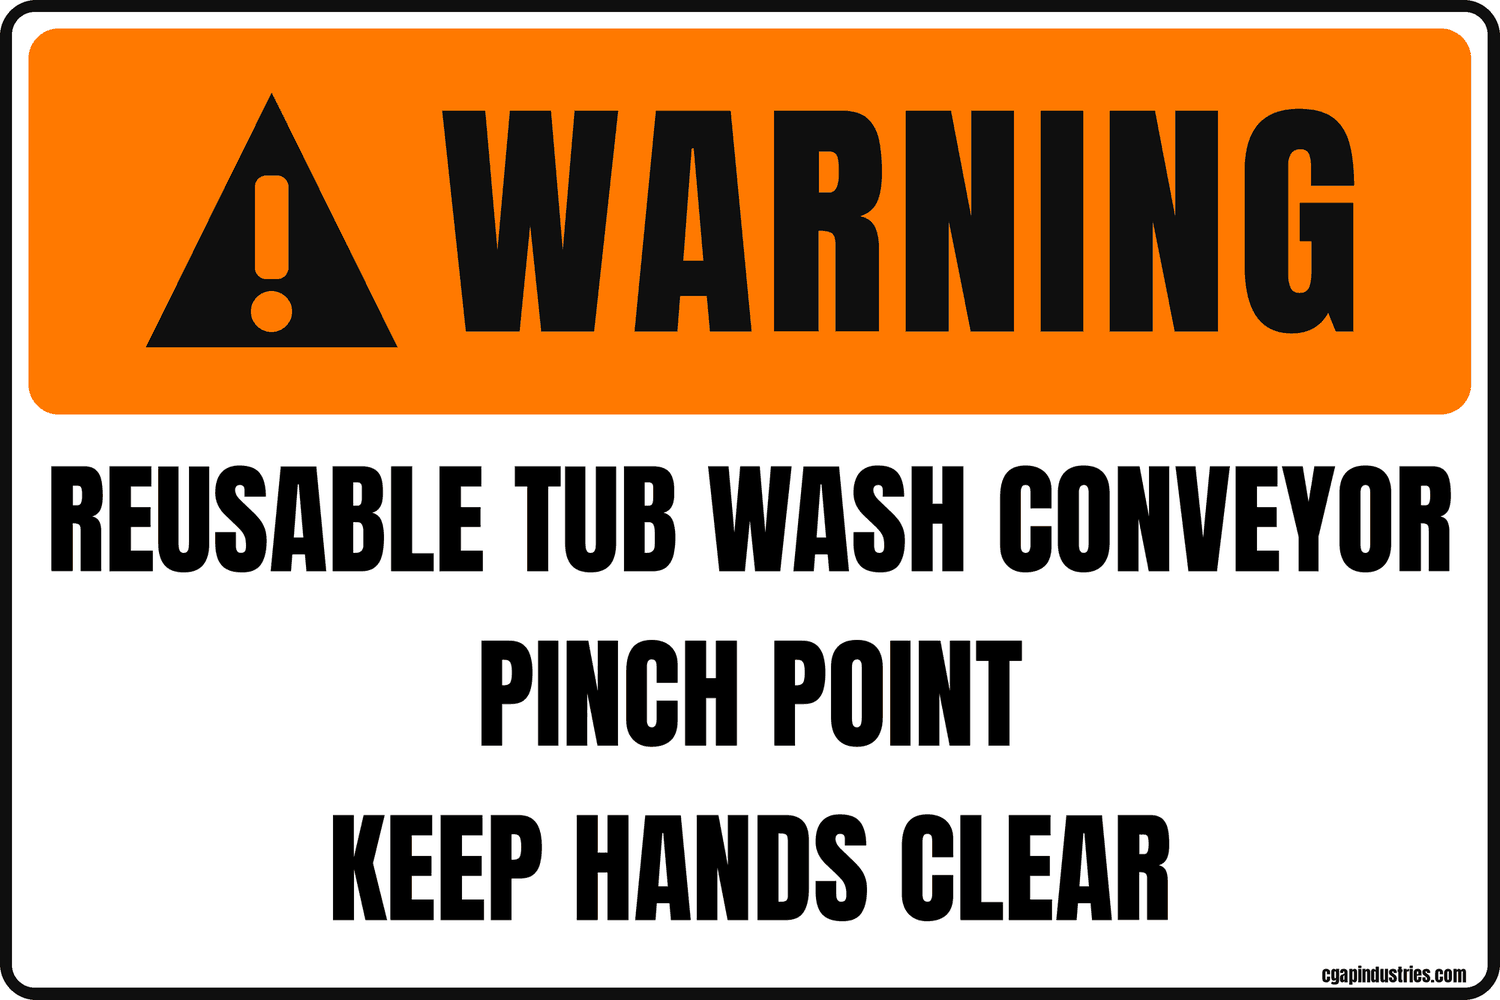 WARNING
REUSABLE TUB WASH CONVEYOR
PINCH POINT
KEEP HANDS CLEAR
cgapindustries.com